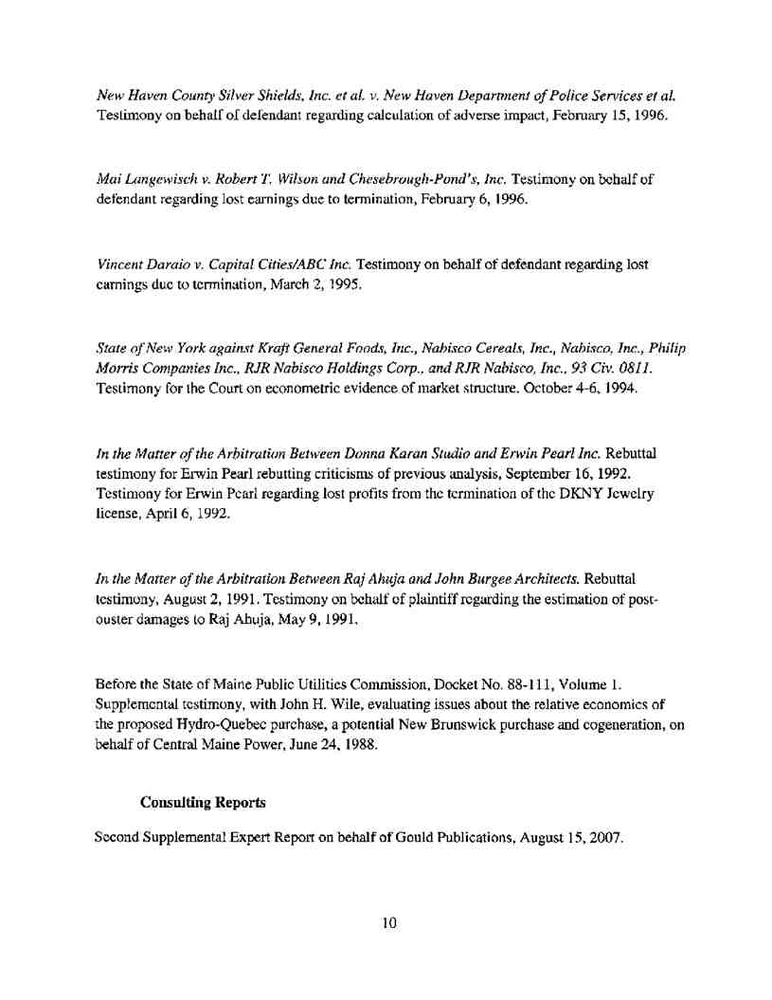 New Haven County Silver Shields, Inc. et al. v. New Haven Department of Police Services et al.
Testimony on behalf of defendant regarding calculation of adverse impact, February 15, 1996.
Mai Langewisch v. Robert T. Wilson and Chesebrough-Pond's, Inc. Testimony on behalf of
defendant regarding lost earnings due to termination, February 6, 1996.
Vincent Daraio v. Capital Cities/ABC Inc. Testimony on behalf of defendant regarding lost
earnings due to termination, March 2, 1995.
State of New York against Kraft General Foods, Inc., Nabisco Cereals, Inc., Nabisco, Inc., Philip
Morris Companies Inc., RJR Nabisco Holdings Corp., and RJR Nabisco, Inc., 93 Civ. 0811.
Testimony for the Court on econometric evidence of market structure. October 4-6, 1994.
In the Matter of the Arbitration Between Donna Karan Studio and Erwin Pearl Inc. Rebuttal
testimony for Erwin Pearl rebutting criticisms of previous analysis, September 16, 1992.
Testimony for Erwin Pearl regarding lost profits from the termination of the DKNY Jewelry
license, April 6, 1992.
In the Matter of the Arbitration Between Raj Ahuja and John Burgee Architects. Rebuttal
testimony, August 2, 1991. Testimony on behalf of plaintiff regarding the estimation of post-
ouster damages to Raj Ahuja, May 9, 1991.
Before the State of Maine Public Utilities Commission, Docket No. 88-111, Volume 1.
Supplemental testimony, with John H. Wile, evaluating issues about the relative economics of
the proposed Hydro-Quebec purchase, a potential New Brunswick purchase and cogeneration, on
behalf of Central Maine Power, June 24, 1988.
Consulting Reports
Second Supplemental Expert Report on behalf of Gould Publications, August 15, 2007.
10